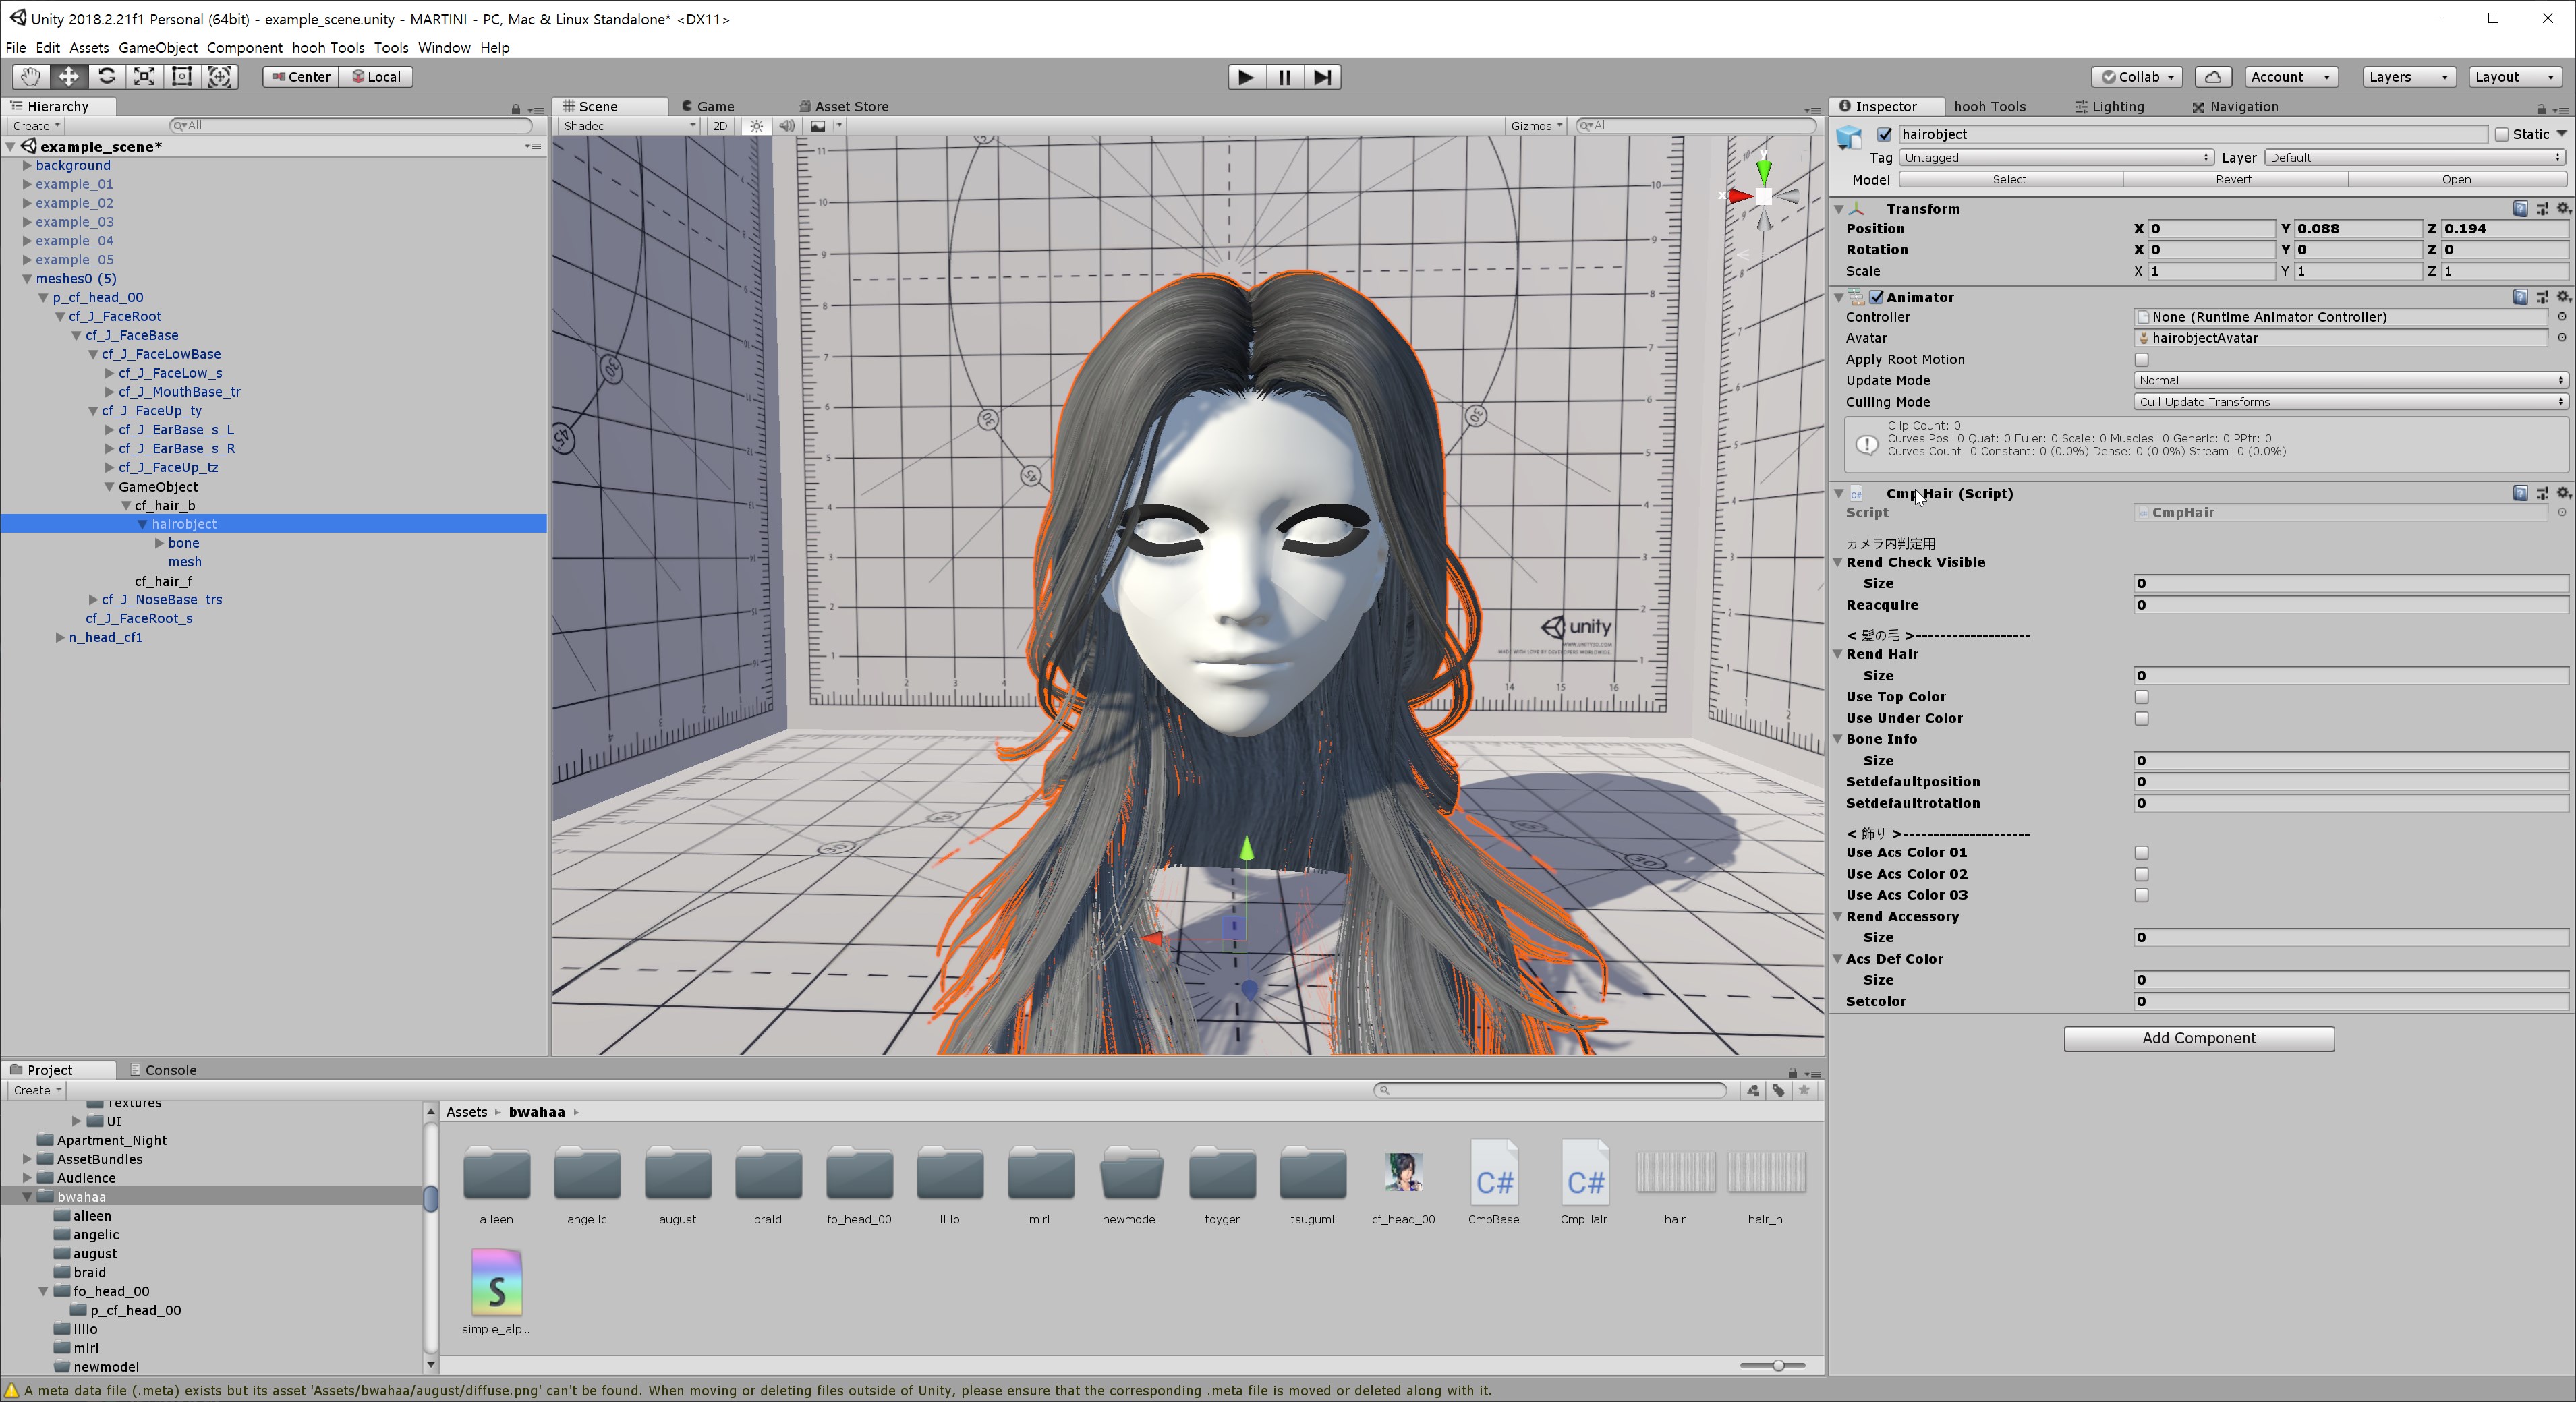 Unity 2018.2.21f1 Personal (64bit) - example_scene.unity - MARTINI - PC, Mac & Linux Standalone* <DX11>
File Edit Assets GameObject Component hooh Tools Tools Window Help
Center Local Collab Account Layers Layout
Hierarchy
Create All
example_scene*
background
example_01
example_02
example_03
example_04
example_05
meshes0 (5)
p_cf_head_00
cf_J_FaceRoot
cf_J_FaceBase
cf_J_FaceLowBase
cf_J_FaceLow_s
cf_J_MouthBase_tr
cf_J_FaceUp_ty
cf_J_EarBase_s_L
cf_J_EarBase_s_R
cf_J_FaceUp_tz
GameObject
cf_hair_b
hairobject
bone
mesh
cf_hair_f
cf_J_NoseBase_trs
cf_J_FaceRoot_s
n_head_cf1
Scene Game Asset Store
Shaded 2D Gizmos All
unity
Inspector hooh Tools Lighting Navigation
hairobject Static
Tag Untagged Layer Default
Model Select Revert Open
Transform
Position X 0 Y 0.088 Z 0.194
Rotation X 0 Y 0 Z 0
Scale X 1 Y 1 Z 1
Animator
Controller None (Runtime Animator Controller)
Avatar hairobjectAvatar
Apply Root Motion
Update Mode Normal
Culling Mode Cull Update Transforms
Clip Count: 0
Curves Pos: 0 Quat: 0 Euler: 0 Scale: 0 Muscles: 0 Generic: 0 PPtr: 0
Curves Count: 0 Constant: 0 (0.0%) Dense: 0 (0.0%) Stream: 0 (0.0%)
Cmp Hair (Script)
Script CmpHair
カメラ内判定用
Rend Check Visible
Size 0
Reacquire 0
< 髪の毛 >-------------------
Rend Hair
Size 0
Use Top Color
Use Under Color
Bone Info
Size 0
Setdefaultposition 0
Setdefaultrotation 0
< 飾り >---------------------
Use Acs Color 01
Use Acs Color 02
Use Acs Color 03
Rend Accessory
Size 0
Acs Def Color
Size 0
Setcolor 0
Add Component
Project Console
Create
Textures
UI
Apartment_Night
AssetBundles
Audience
bwahaa
alieen
angelic
august
braid
fo_head_00
p_cf_head_00
lilio
miri
newmodel
Assets bwahaa
alieen angelic august braid fo_head_00 lilio miri newmodel toyger tsugumi cf_head_00 CmpBase CmpHair hair hair_n
simple_alp...
A meta data file (.meta) exists but its asset 'Assets/bwahaa/august/diffuse.png' can't be found. When moving or deleting files outside of Unity, please ensure that the corresponding .meta file is moved or deleted along with it.